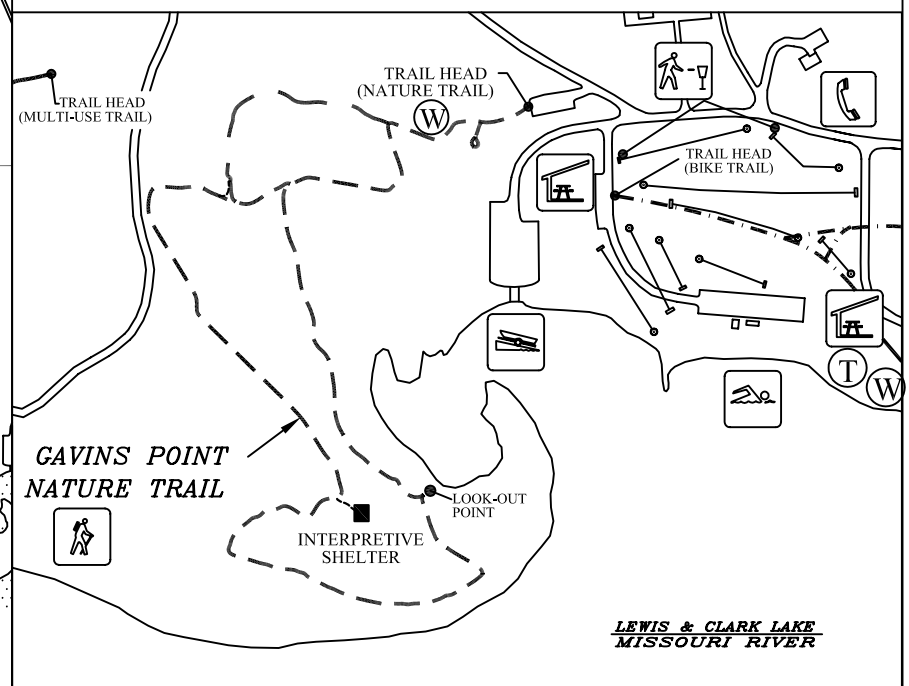 TRAIL HEAD
(NATURE TRAIL)
W
TRAIL HEAD
(MULTI-USE TRAIL)
TRAIL HEAD
(BIKE TRAIL)
T
W
GAVINS POINT
NATURE TRAIL
LOOK-OUT
POINT
INTERPRETIVE
SHELTER
LEWIS & CLARK LAKE
MISSOURI RIVER